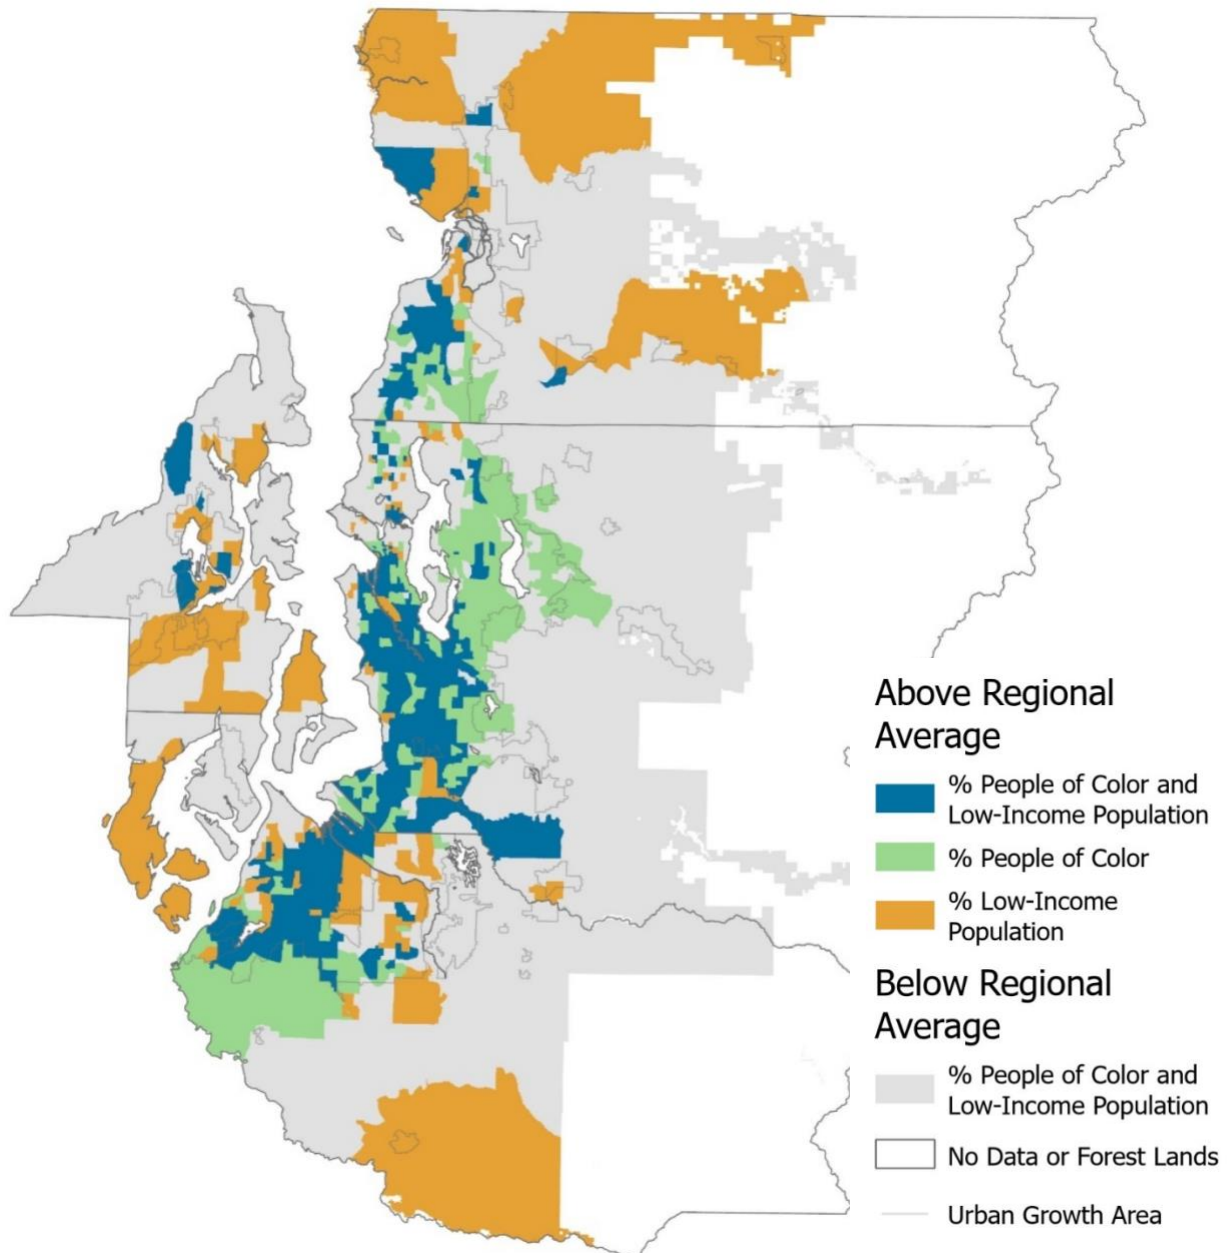 Above Regional
Average
% People of Color and
Low-Income Population
% People of Color
% Low-Income
Population
Below Regional
Average
% People of Color and
Low-Income Population
No Data or Forest Lands
Urban Growth Area